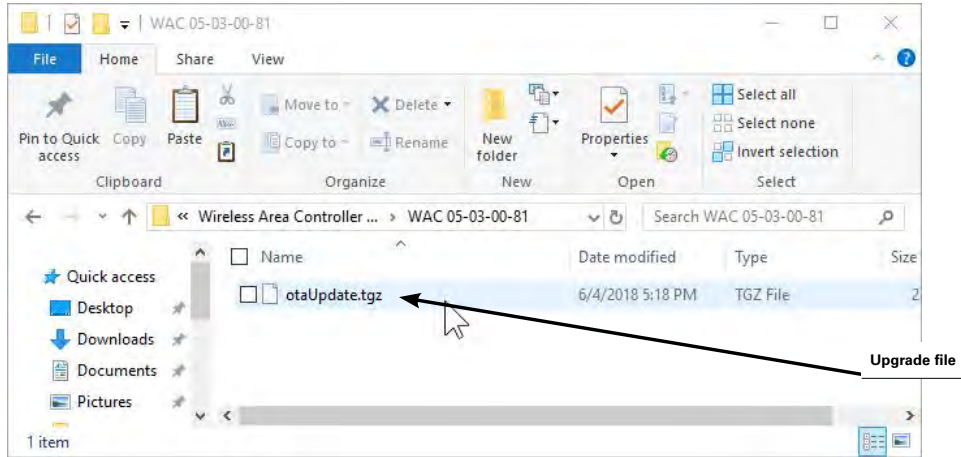 WAC 05-03-00-81
File Home Share View
Pin to Quick access
Copy
Paste
Clipboard
Move to
Copy to
Delete
Rename
Organize
New folder
New
Properties
Open
Select all
Select none
Invert selection
Select
« Wireless Area Controller ... › WAC 05-03-00-81
Search WAC 05-03-00-81
Name Date modified Type Size
otaUpdate.tgz 6/4/2018 5:18 PM TGZ File 2
Quick access
Desktop
Downloads
Documents
Pictures
Upgrade file
1 item